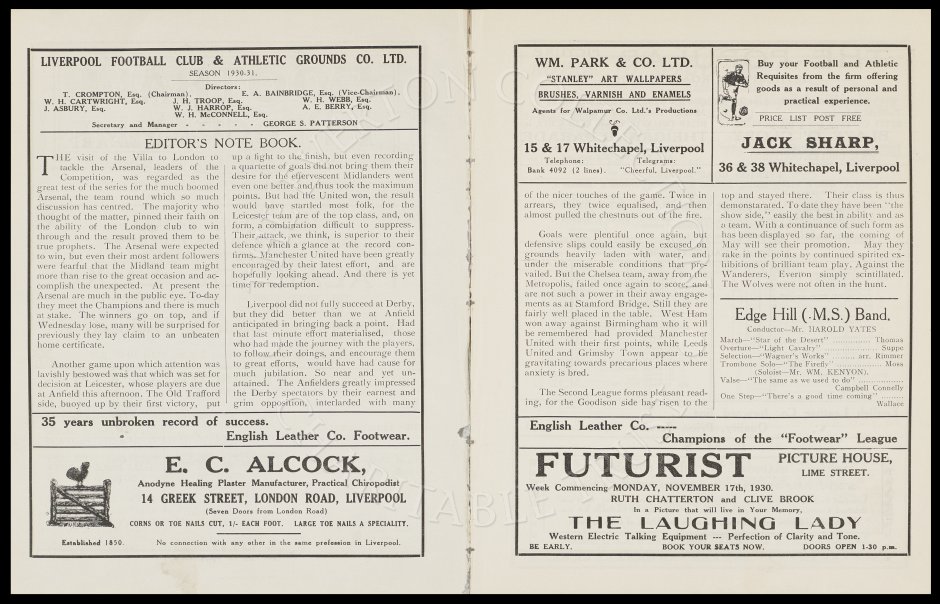 LIVERPOOL FOOTBALL CLUB & ATHLETIC GROUNDS CO. LTD.
SEASON 1930-31.
Directors:
T. CROMPTON, Esq. (Chairman). E. A. BAINBRIDGE, Esq. (Vice-Chairman).
W. H. CARTWRIGHT, Esq. J. H. TROOP, Esq. W. H. WEBB, Esq.
J. ASBURY, Esq. W. J. HARROP, Esq. A. E. BERRY, Esq.
W. H. McCONNELL, Esq.
Secretary and Manager - - - - - GEORGE S. PATTERSON
EDITOR'S NOTE BOOK.
THE visit of the Villa to London to
tackle the Arsenal, leaders of the
Competition, was regarded as the
great test of the series for the much boomed
Arsenal, the team round which so much
discussion has centred. The majority who
thought of the matter, pinned their faith on
the ability of the London club to win
through and the result proved them to be
true prophets. The Arsenal were expected
to win, but even their most ardent followers
were fearful that the Midland team might
more than rise to the great occasion and ac-
complish the unexpected. At present the
Arsenal are much in the public eye. To-day
they meet the Champions and there is much
at stake. The winners go on top, and if
Wednesday lose, many will be surprised for
previously they lay claim to an unbeaten
home certificate.
Another game upon which attention was
lavishly bestowed was that which was set for
decision at Leicester, whose players are due
at Anfield this afternoon. The Old Trafford
side, buoyed up by their first victory, put
up a fight to the finish, but even recording
a quartette of goals did not bring them their
desire for the effervescent Midlanders went
even one better and thus took the maximum
points. But had the United won, the result
would have startled most folk, for the
Leicester team are of the top class, and, on
form, a combination difficult to suppress.
Their attack, we think, is superior to their
defence which a glance at the record con-
firms. Manchester United have been greatly
encouraged by their latest effort, and are
hopefully looking ahead. And there is yet
time for redemption.
Liverpool did not fully succeed at Derby,
but they did better than we at Anfield
anticipated in bringing back a point. Had
that last minute effort materialised, those
who had made the journey with the players,
to follow their doings, and encourage them
to great efforts, would have had cause for
much jubilation. So near and yet un-
attained. The Anfielders greatly impressed
the Derby spectators by their earnest and
grim opposition, interlarded with many
35 years unbroken record of success.
English Leather Co. Footwear.
E. C. ALCOCK,
Anodyne Healing Plaster Manufacturer, Practical Chiropodist
14 GREEK STREET, LONDON ROAD, LIVERPOOL
(Seven Doors from London Road)
CORNS OR TOE NAILS CUT, 1/- EACH FOOT. LARGE TOE NAILS A SPECIALITY.
Established 1850. No connection with any other in the same profession in Liverpool.
WM. PARK & CO. LTD.
"STANLEY" ART WALLPAPERS
BRUSHES, VARNISH AND ENAMELS
Agents for Walpamur Co. Ltd.'s Productions
15 & 17 Whitechapel, Liverpool
Telephone: Telegrams:
Bank 4092 (2 lines). "Cheerful, Liverpool."
Buy your Football and Athletic
Requisites from the firm offering
goods as a result of personal and
practical experience.
PRICE LIST POST FREE
JACK SHARP,
36 & 38 Whitechapel, Liverpool
of the nicer touches of the game. Twice in
arrears, they twice equalised, and then
almost pulled the chestnuts out of the fire.
Goals were plentiful once again, but
defensive slips could easily be excused on
grounds heavily laden with water, and
under the miserable conditions that pre-
vailed. But the Chelsea team, away from the
Metropolis, failed once again to score, and
are not such a power in their away engage-
ments as at Stamford Bridge. Still they are
fairly well placed in the table. West Ham
won away against Birmingham who it will
be remembered had provided Manchester
United with their first points, while Leeds
United and Grimsby Town appear to be
gravitating towards precarious places where
anxiety is bred.
The Second League forms pleasant read-
ing, for the Goodison side has risen to the
top and stayed there. Their class is thus
demonstrated. To date they have been "the
show side," easily the best in ability and as
a team. With a continuance of such form as
has been displayed so far, the coming of
May will see their promotion. May they
rake in the points by continued spirited ex-
hibitions of brilliant team play. Against the
Wanderers, Everton simply scintillated.
The Wolves were not often in the hunt.
Edge Hill (L.M.S.) Band.
Conductor—Mr. HAROLD YATES
March—"Star of the Desert" ............ Thomas
Overture—"Light Cavalry" ............ Suppe
Selection—"Wagner's Works" ......... arr. Rimmer
Trombone Solo—"The Firefly" ............ Moss
(Soloist—Mr. WM. KENYON).
Valse—"The same as we used to do" ............
Campbell Connelly
One Step—"There's a good time coming" ......
Wallace
English Leather Co. ----
Champions of the "Footwear" League
FUTURIST PICTURE HOUSE,
LIME STREET.
Week Commencing MONDAY, NOVEMBER 17th, 1930.
RUTH CHATTERTON and CLIVE BROOK
In a Picture that will live in Your Memory,
THE LAUGHING LADY
Western Electric Talking Equipment --- Perfection of Clarity and Tone.
BE EARLY. BOOK YOUR SEATS NOW. DOORS OPEN 1-30 p.m.